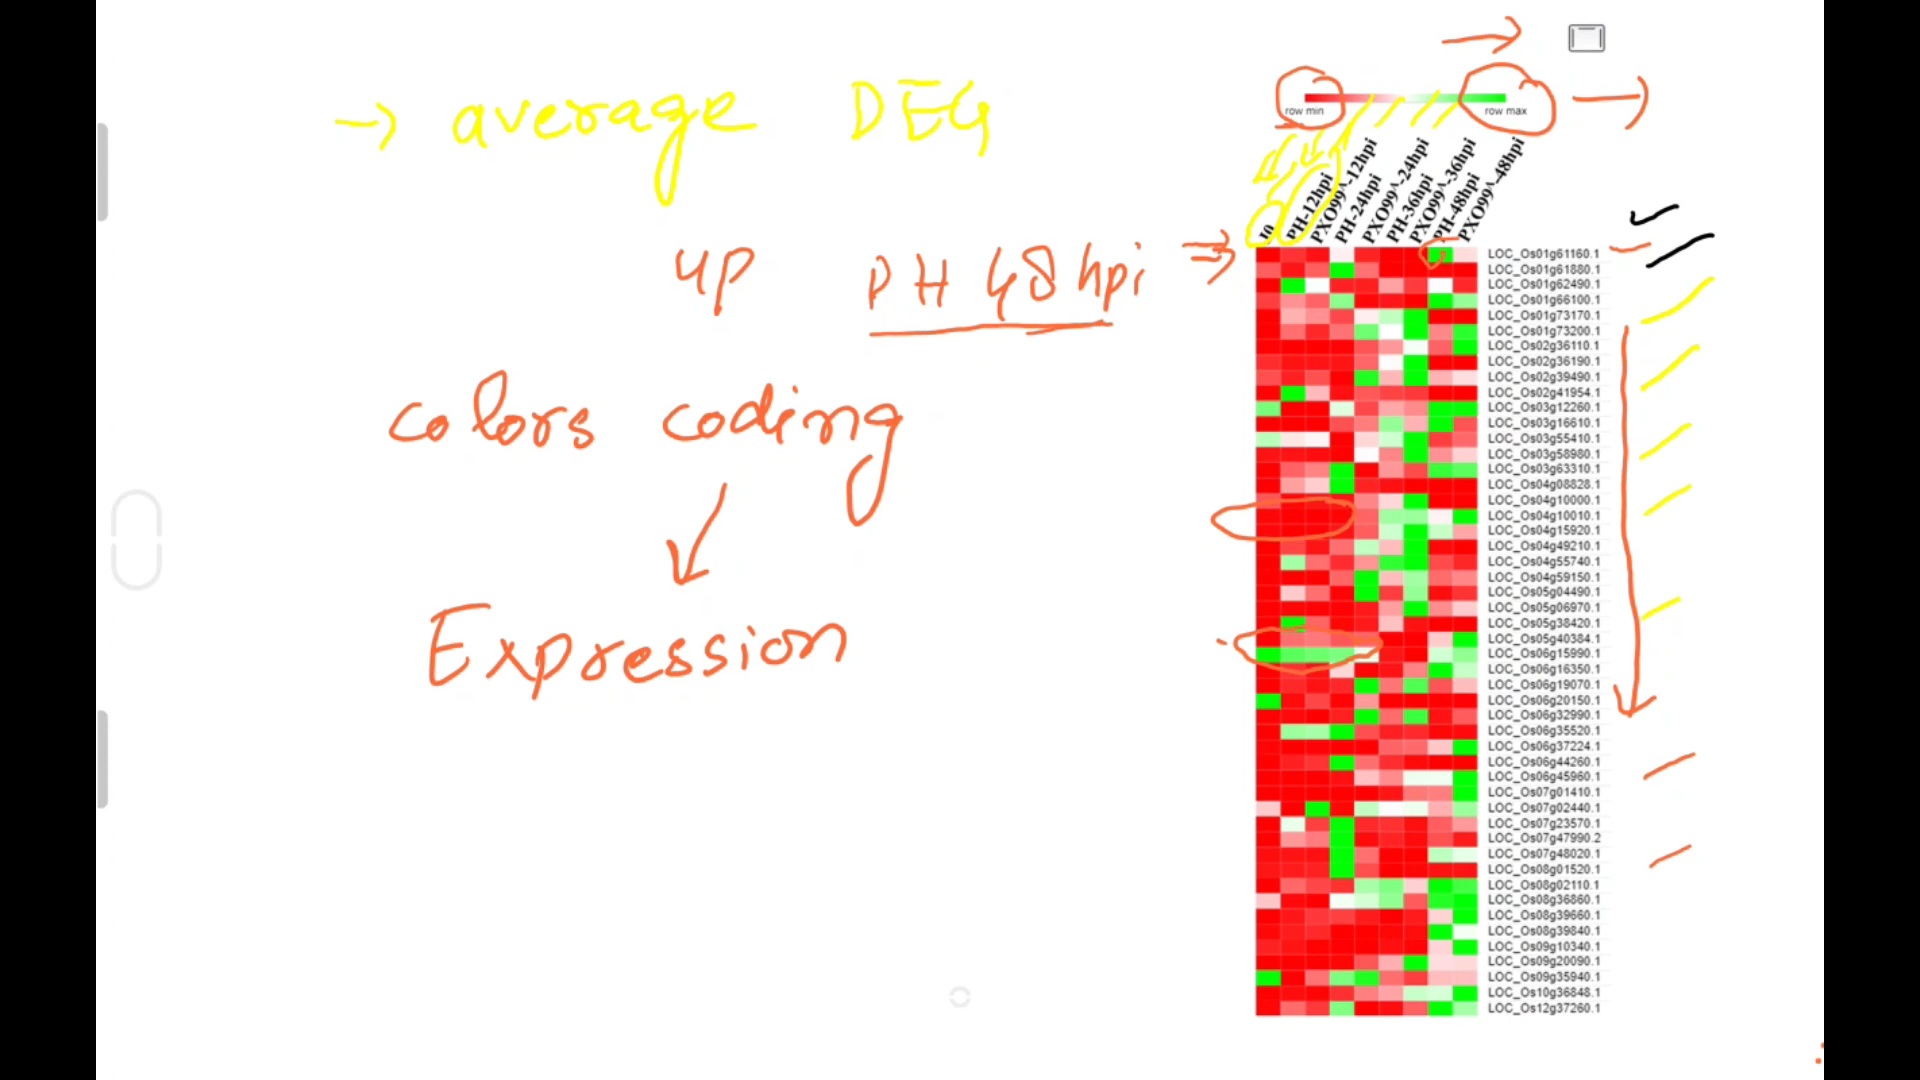 → average DEG
up PH 48 hpi
colors coding
Expression
row min row max
I0
PH-12hpi
PXO99^-12hpi
PH-24hpi
PXO99^-24hpi
PH-36hpi
PXO99^-36hpi
PH-48hpi
PXO99^-48hpi
LOC_Os01g61160.1
LOC_Os01g61880.1
LOC_Os01g62490.1
LOC_Os01g66100.1
LOC_Os01g73170.1
LOC_Os01g73200.1
LOC_Os02g36110.1
LOC_Os02g36190.1
LOC_Os02g39490.1
LOC_Os02g41954.1
LOC_Os03g12260.1
LOC_Os03g16610.1
LOC_Os03g55410.1
LOC_Os03g58980.1
LOC_Os03g63310.1
LOC_Os04g08828.1
LOC_Os04g10000.1
LOC_Os04g10010.1
LOC_Os04g15920.1
LOC_Os04g49210.1
LOC_Os04g55740.1
LOC_Os04g59150.1
LOC_Os05g04490.1
LOC_Os05g06970.1
LOC_Os05g38420.1
LOC_Os05g40384.1
LOC_Os06g15990.1
LOC_Os06g16350.1
LOC_Os06g19070.1
LOC_Os06g20150.1
LOC_Os06g32990.1
LOC_Os06g35520.1
LOC_Os06g37224.1
LOC_Os06g44260.1
LOC_Os06g45960.1
LOC_Os07g01410.1
LOC_Os07g02440.1
LOC_Os07g23570.1
LOC_Os07g47990.2
LOC_Os07g48020.1
LOC_Os08g01520.1
LOC_Os08g02110.1
LOC_Os08g36860.1
LOC_Os08g39660.1
LOC_Os08g39840.1
LOC_Os09g10340.1
LOC_Os09g20090.1
LOC_Os09g35940.1
LOC_Os10g36848.1
LOC_Os12g37260.1